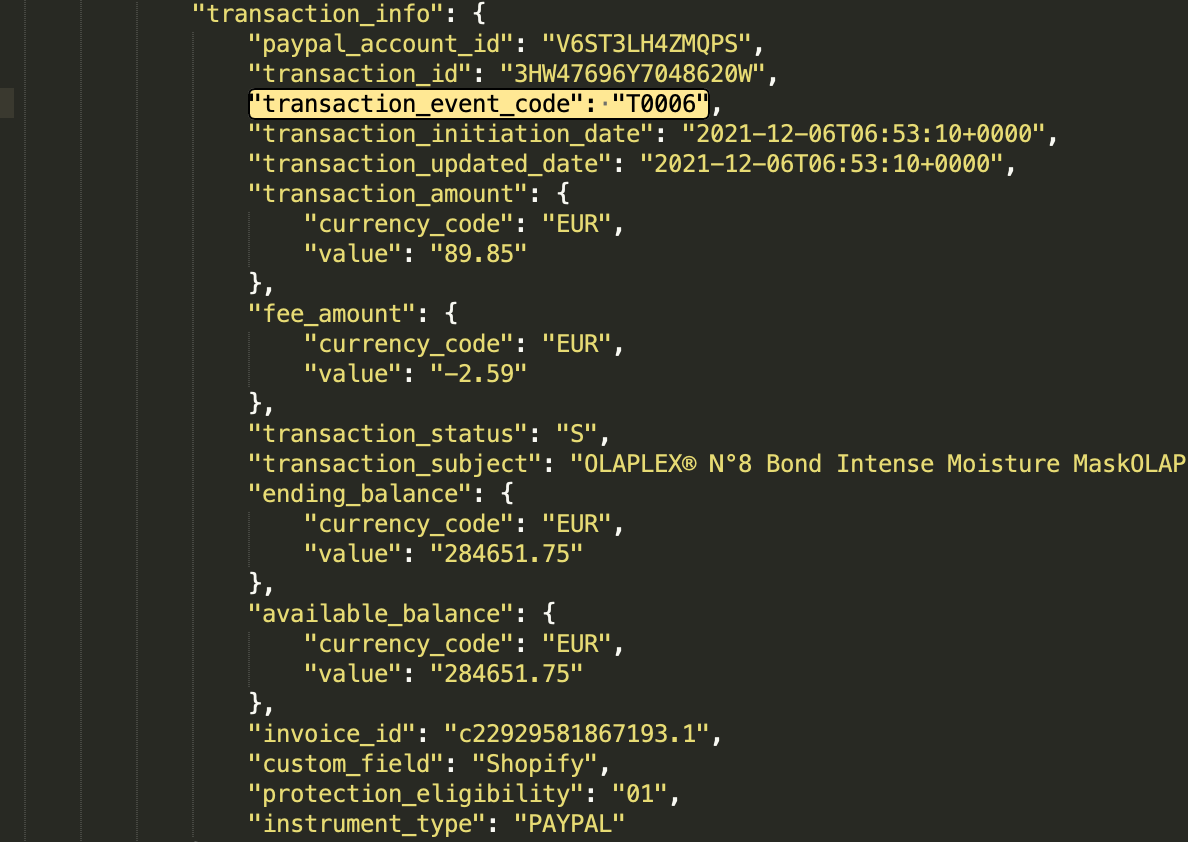 "transaction_info": {
"paypal_account_id": "V6ST3LH4ZMQPS",
"transaction_id": "3HW47696Y7048620W",
"transaction_event_code": "T0006",
"transaction_initiation_date": "2021-12-06T06:53:10+0000",
"transaction_updated_date": "2021-12-06T06:53:10+0000",
"transaction_amount": {
"currency_code": "EUR",
"value": "89.85"
},
"fee_amount": {
"currency_code": "EUR",
"value": "-2.59"
},
"transaction_status": "S",
"transaction_subject": "OLAPLEX® N°8 Bond Intense Moisture MaskOLAP
"ending_balance": {
"currency_code": "EUR",
"value": "284651.75"
},
"available_balance": {
"currency_code": "EUR",
"value": "284651.75"
},
"invoice_id": "c22929581867193.1",
"custom_field": "Shopify",
"protection_eligibility": "01",
"instrument_type": "PAYPAL"